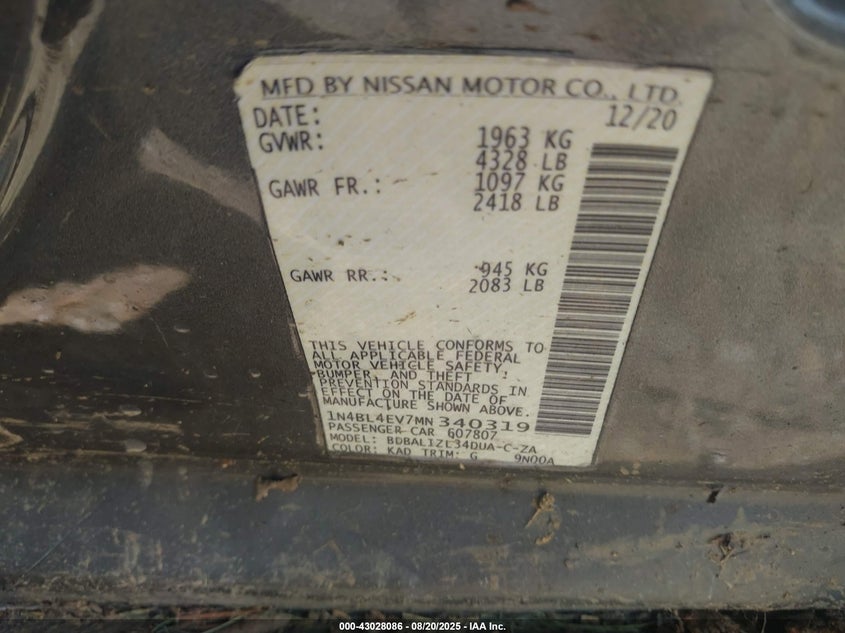 MFD BY NISSAN MOTOR CO., LTD.
DATE: 12/20
GVWR: 1963 KG
4328 LB
GAWR FR.: 1097 KG
2418 LB
GAWR RR.: 945 KG
2083 LB
THIS VEHICLE CONFORMS TO
ALL APPLICABLE FEDERAL
MOTOR VEHICLE SAFETY,
BUMPER, AND THEFT
PREVENTION STANDARDS IN
EFFECT ON THE DATE OF
MANUFACTURE SHOWN ABOVE.
1N4BL4EV7MN 340319
PASSENGER CAR 607807
MODEL: BDBALIZL34DUA-C-ZA
COLOR: KAD TRIM: G 9N00A
000-43028086 - 08/20/2025 - IAA Inc.